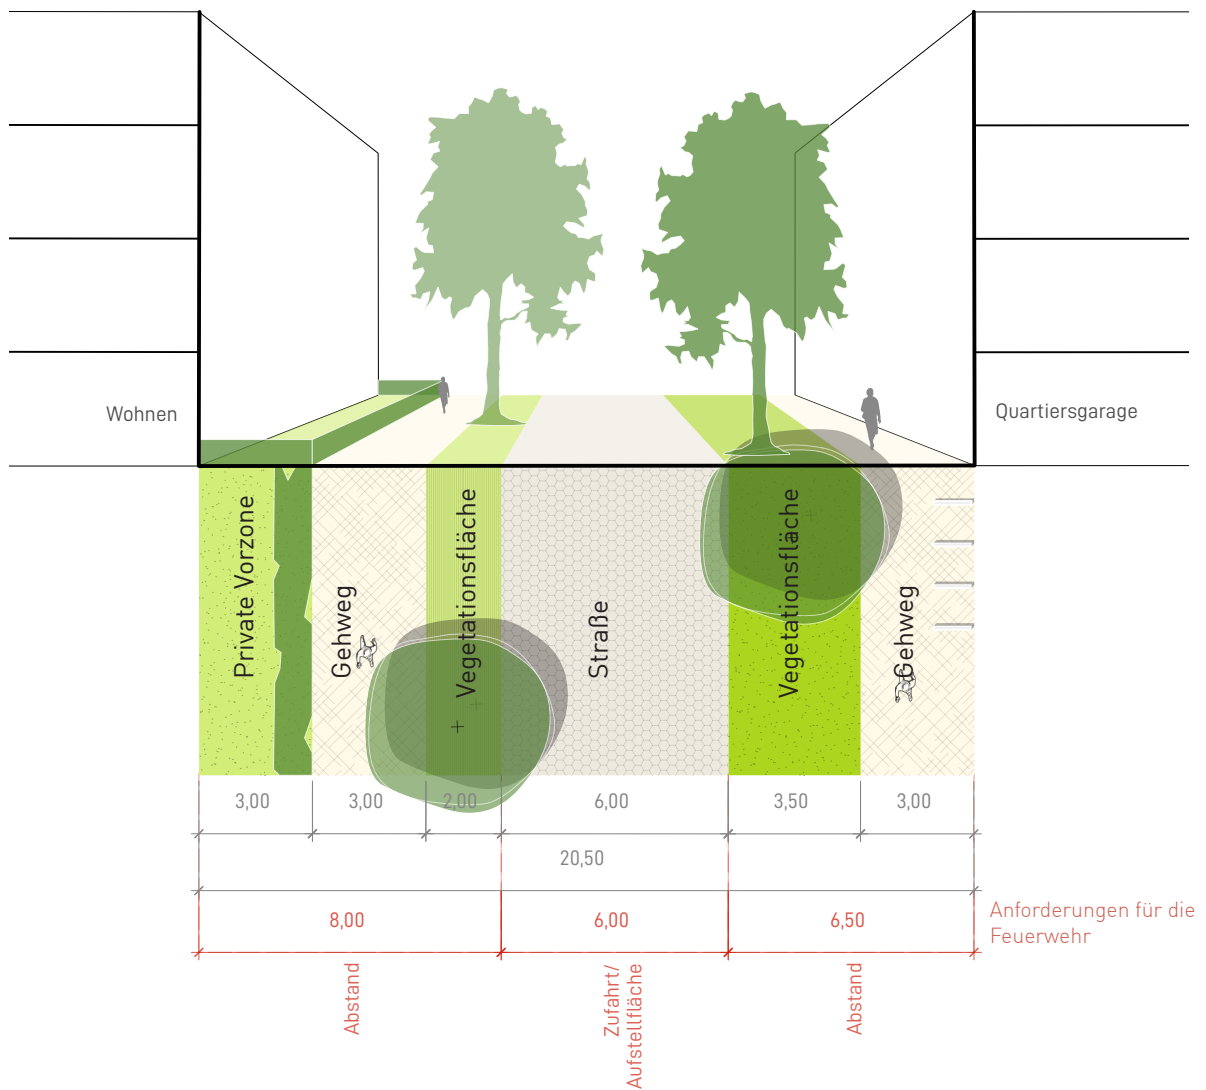 Wohnen
Quartiersgarage
Private Vorzone
Gehweg
Vegetationsfläche
Straße
Vegetationsfläche
Gehweg
3,00
3,00
2,00
6,00
3,50
3,00
20,50
8,00
6,00
6,50
Anforderungen für die
Feuerwehr
Abstand
Zufahrt/
Aufstellfläche
Abstand